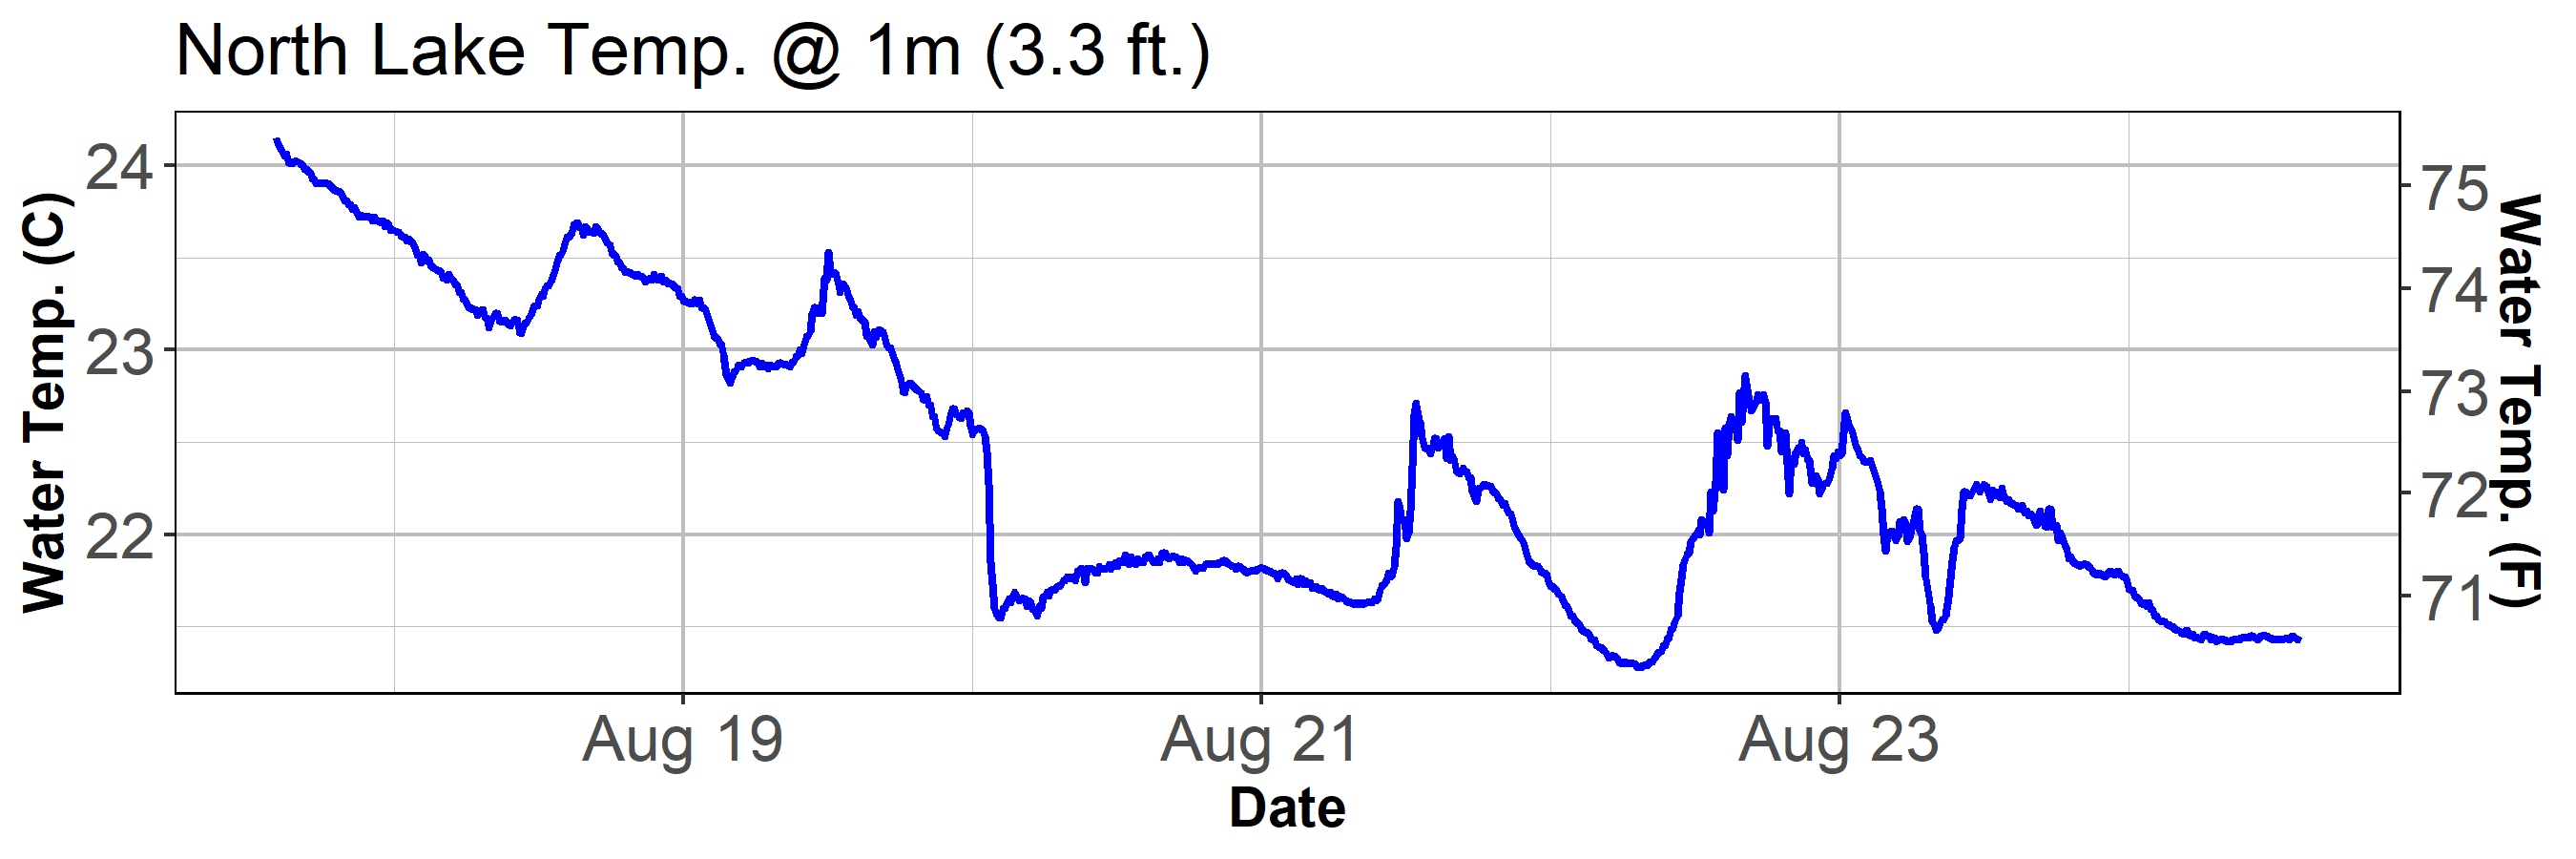 North Lake Temp. @ 1m (3.3 ft.)
Water Temp. (C)
24
23
22
75
74
73
72
71
Water Temp. (F)
Aug 19 Aug 21 Aug 23
Date